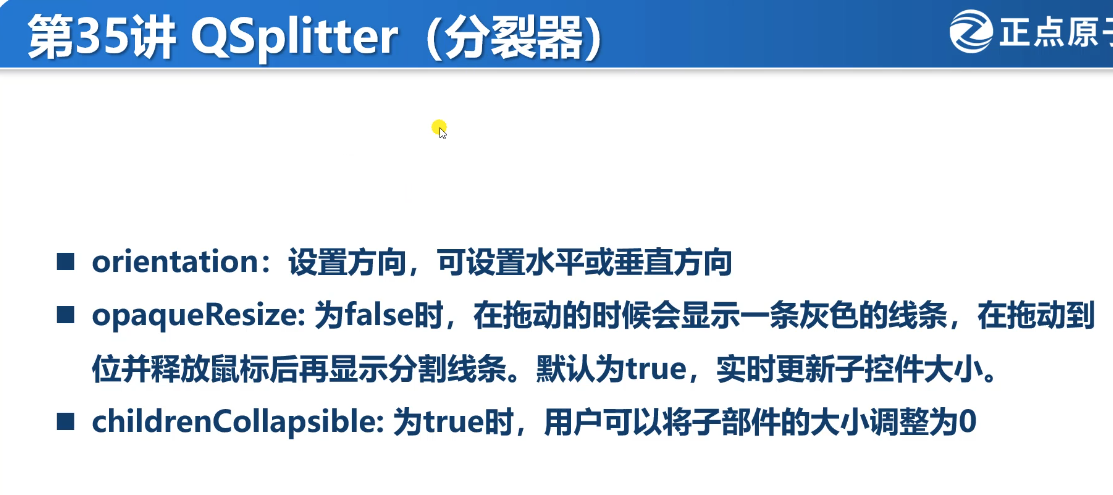 第35讲 QSplitter（分裂器）
正点原子
orientation：设置方向，可设置水平或垂直方向
opaqueResize: 为false时，在拖动的时候会显示一条灰色的线条，在拖动到
位并释放鼠标后再显示分割线条。默认为true，实时更新子控件大小。
childrenCollapsible: 为true时，用户可以将子部件的大小调整为0